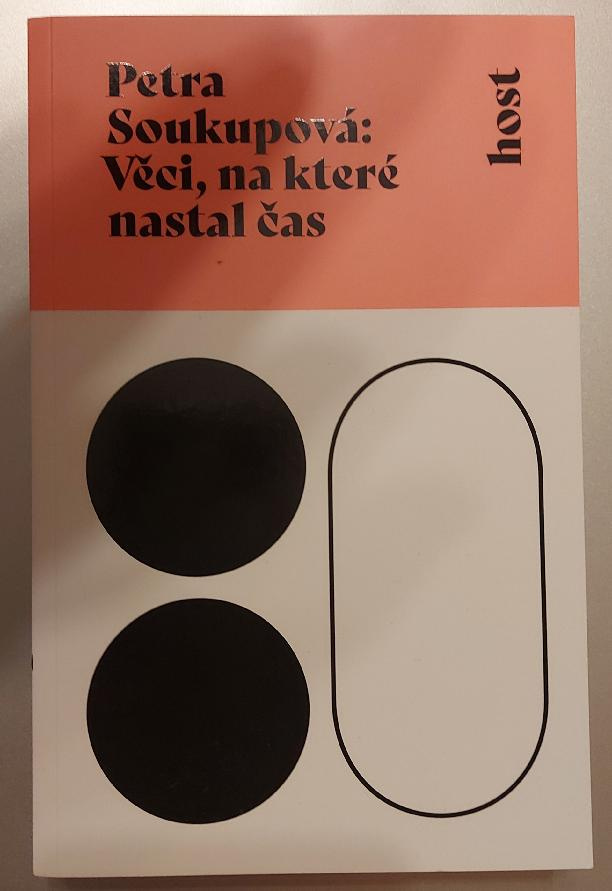 Petra
Soukupová:
Věci, na které
nastal čas
host